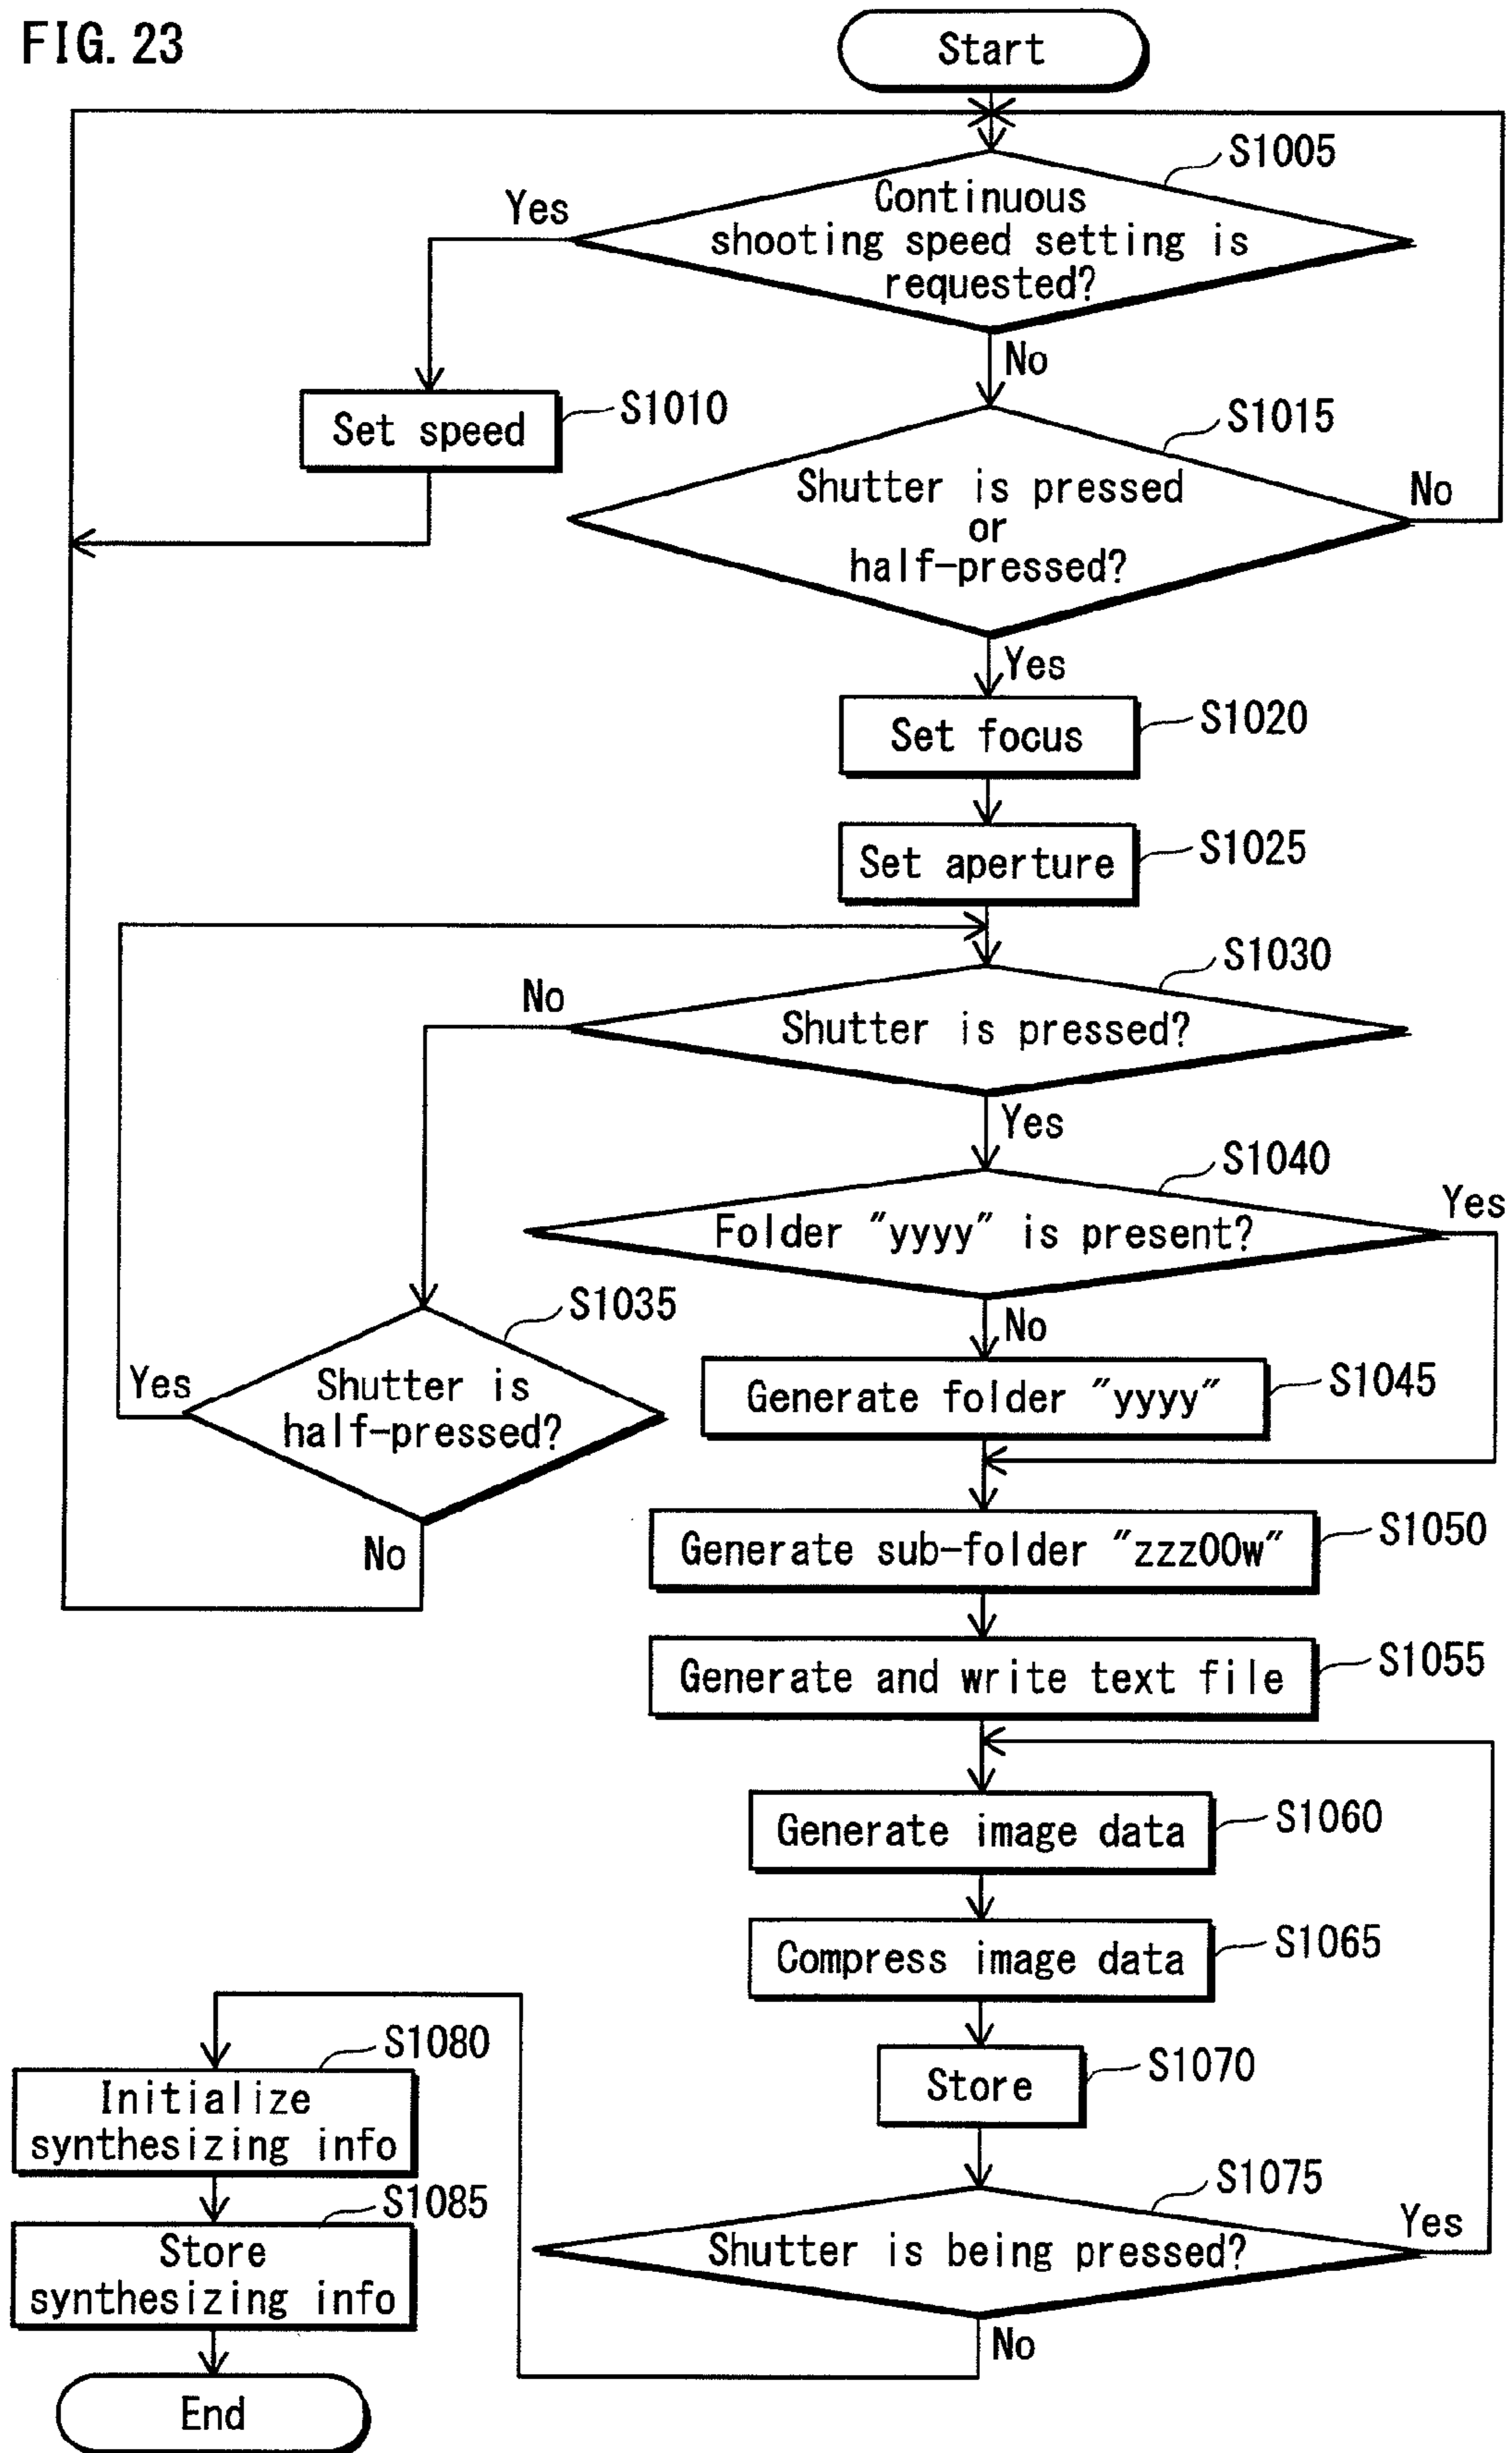 FIG. 23
Start
S1005
Continuous
shooting speed setting is
requested?
Yes
No
Set speed
S1010
S1015
Shutter is pressed
or
half-pressed?
No
Yes
Set focus
S1020
Set aperture
S1025
S1030
Shutter is pressed?
No
Yes
S1040
Folder "yyyy" is present?
Yes
No
S1035
Shutter is
half-pressed?
Yes
No
Generate folder "yyyy"
S1045
Generate sub-folder "zzz00w"
S1050
Generate and write text file
S1055
Generate image data
S1060
Compress image data
S1065
Store
S1070
S1075
Shutter is being pressed?
Yes
No
S1080
Initialize
synthesizing info
S1085
Store
synthesizing info
End